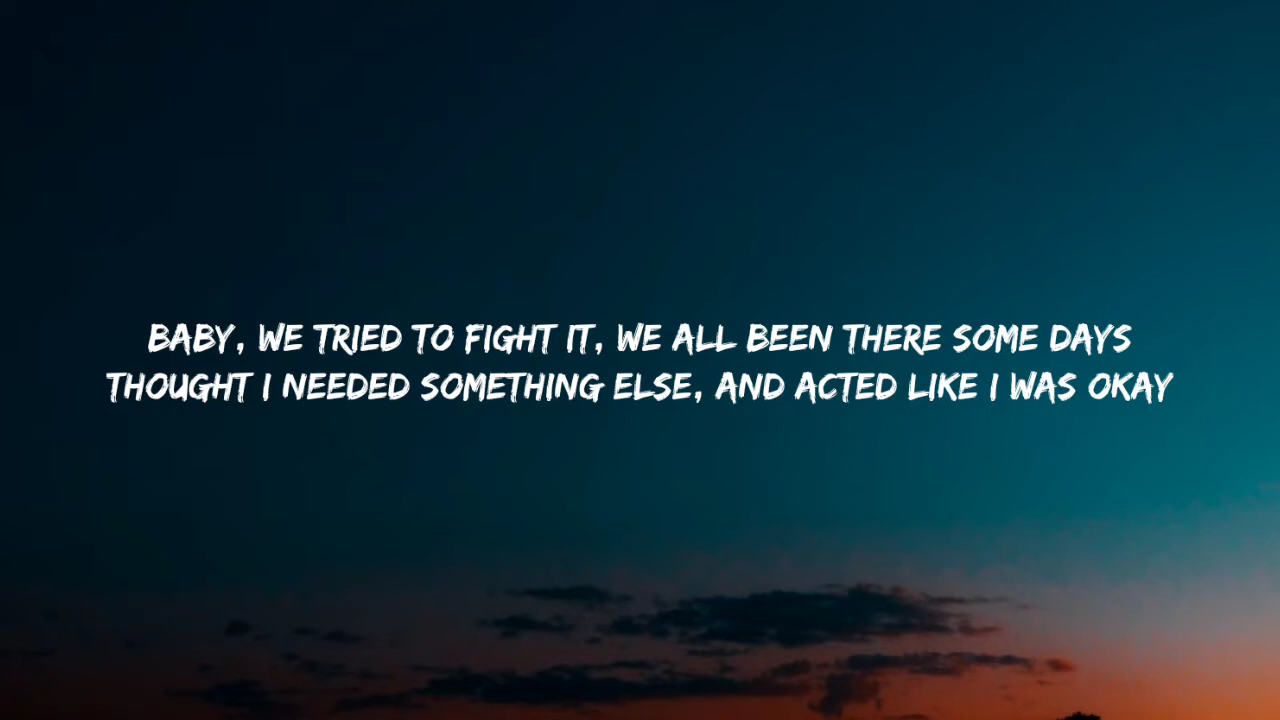 BABY, WE TRIED TO FIGHT IT, WE ALL BEEN THERE SOME DAYS
THOUGHT I NEEDED SOMETHING ELSE, AND ACTED LIKE I WAS OKAY